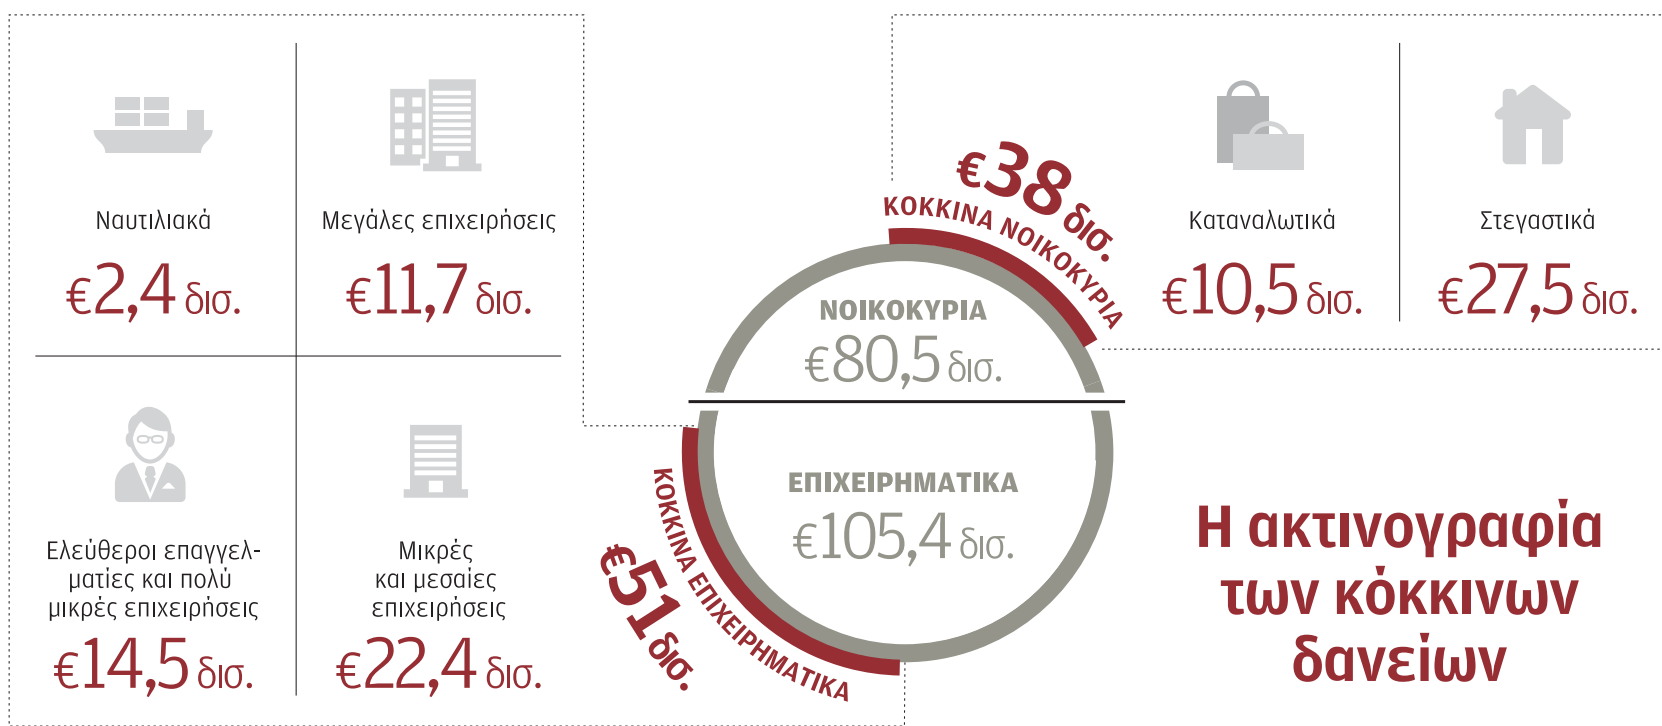 Ναυτιλιακά
€2,4 δισ.
Μεγάλες επιχειρήσεις
€11,7 δισ.
Ελεύθεροι επαγγελ-
ματίες και πολύ
μικρές επιχειρήσεις
€14,5 δισ.
Μικρές
και μεσαίες
επιχειρήσεις
€22,4 δισ.
€38 δισ.
ΚΟΚΚΙΝΑ ΝΟΙΚΟΚΥΡΙΑ
ΝΟΙΚΟΚΥΡΙΑ
€80,5 δισ.
ΕΠΙΧΕΙΡΗΜΑΤΙΚΑ
€105,4 δισ.
ΚΟΚΚΙΝΑ ΕΠΙΧΕΙΡΗΜΑΤΙΚΑ
€51 δισ.
Καταναλωτικά
€10,5 δισ.
Στεγαστικά
€27,5 δισ.
Η ακτινογραφία
των κόκκινων
δανείων